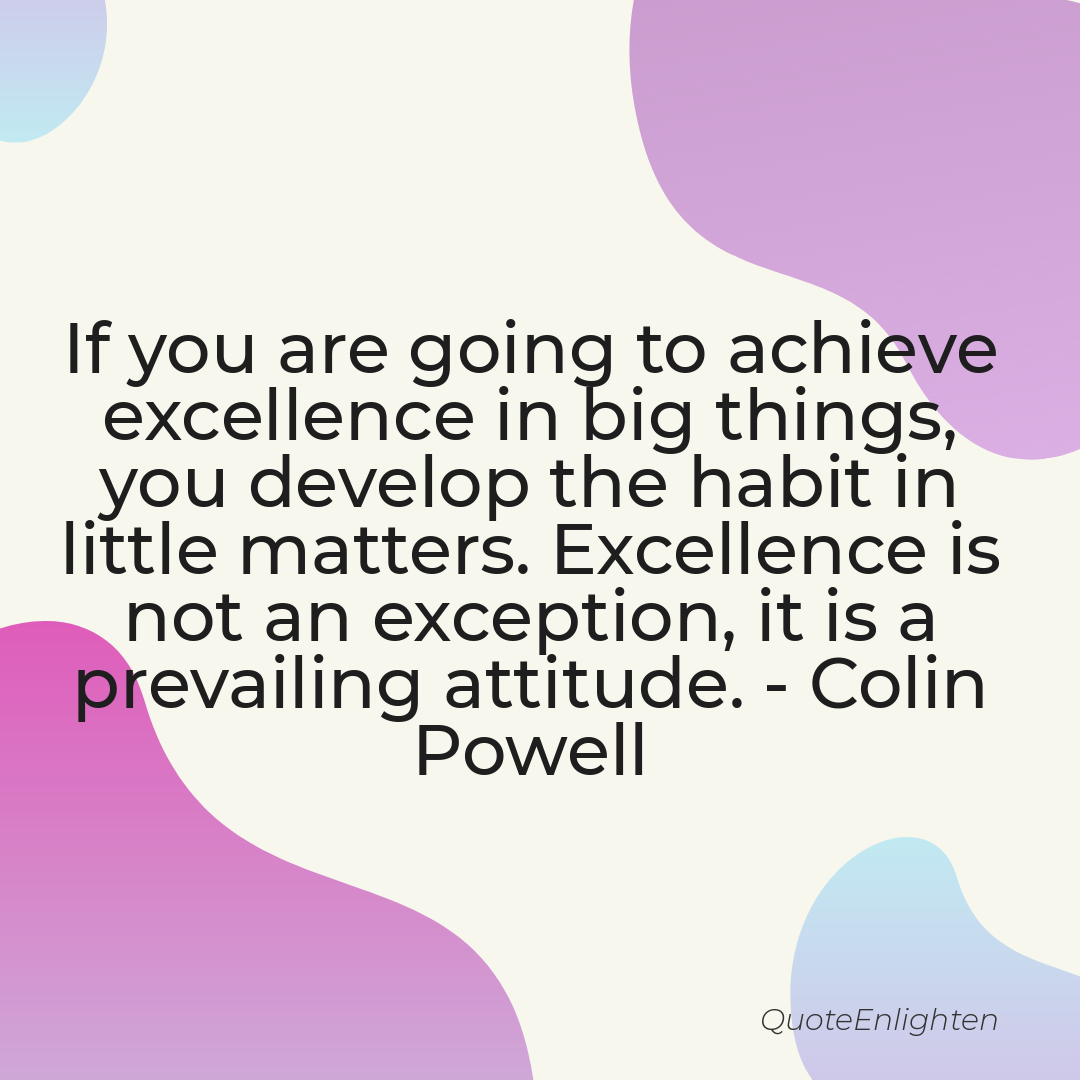 If you are going to achieve
excellence in big things,
you develop the habit in
little matters. Excellence is
not an exception, it is a
prevailing attitude. - Colin
Powell
QuoteEnlighten